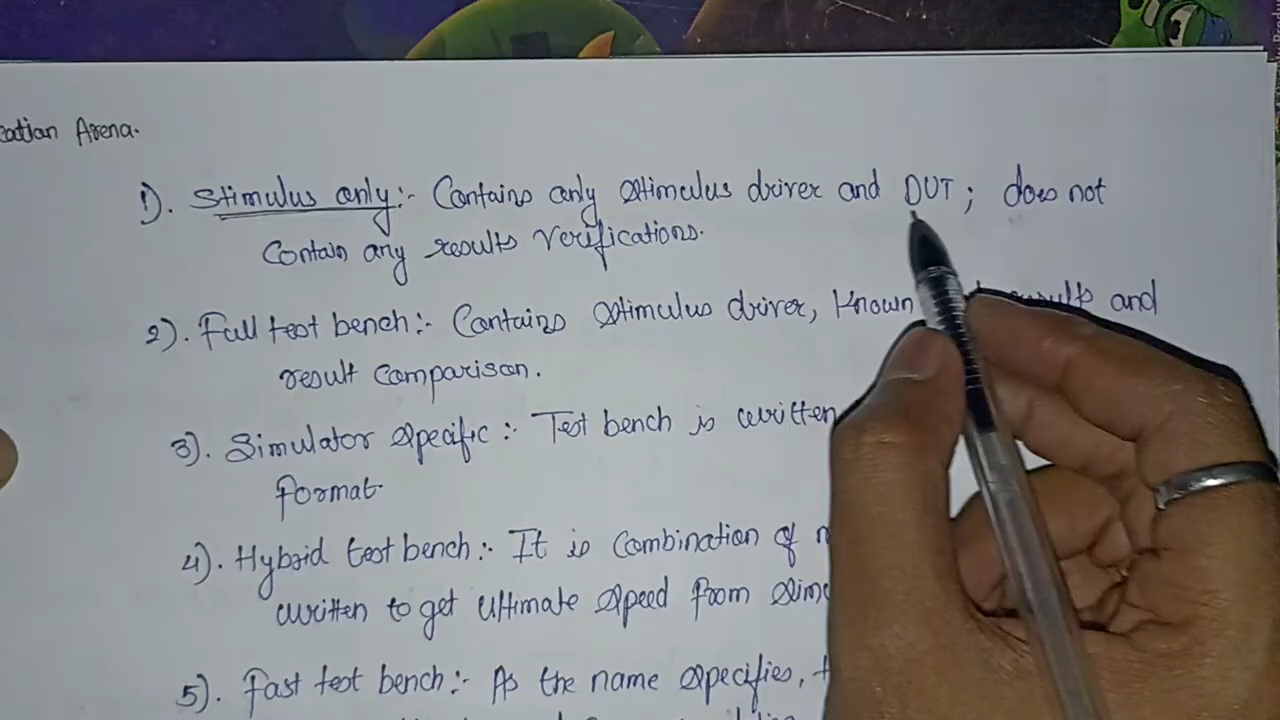 Arena.
1). Stimulus only:- Contains only stimulus driver and DUT; does not
Contain any results verifications.
2). Full test bench:- Contains stimulus driver, Known and
result comparison.
3). Simulator specific:- Test bench is written
format.
4). Hybrid test bench:- It is combination of
written to get ultimate speed from
5). Fast test bench:- As the name specifies,